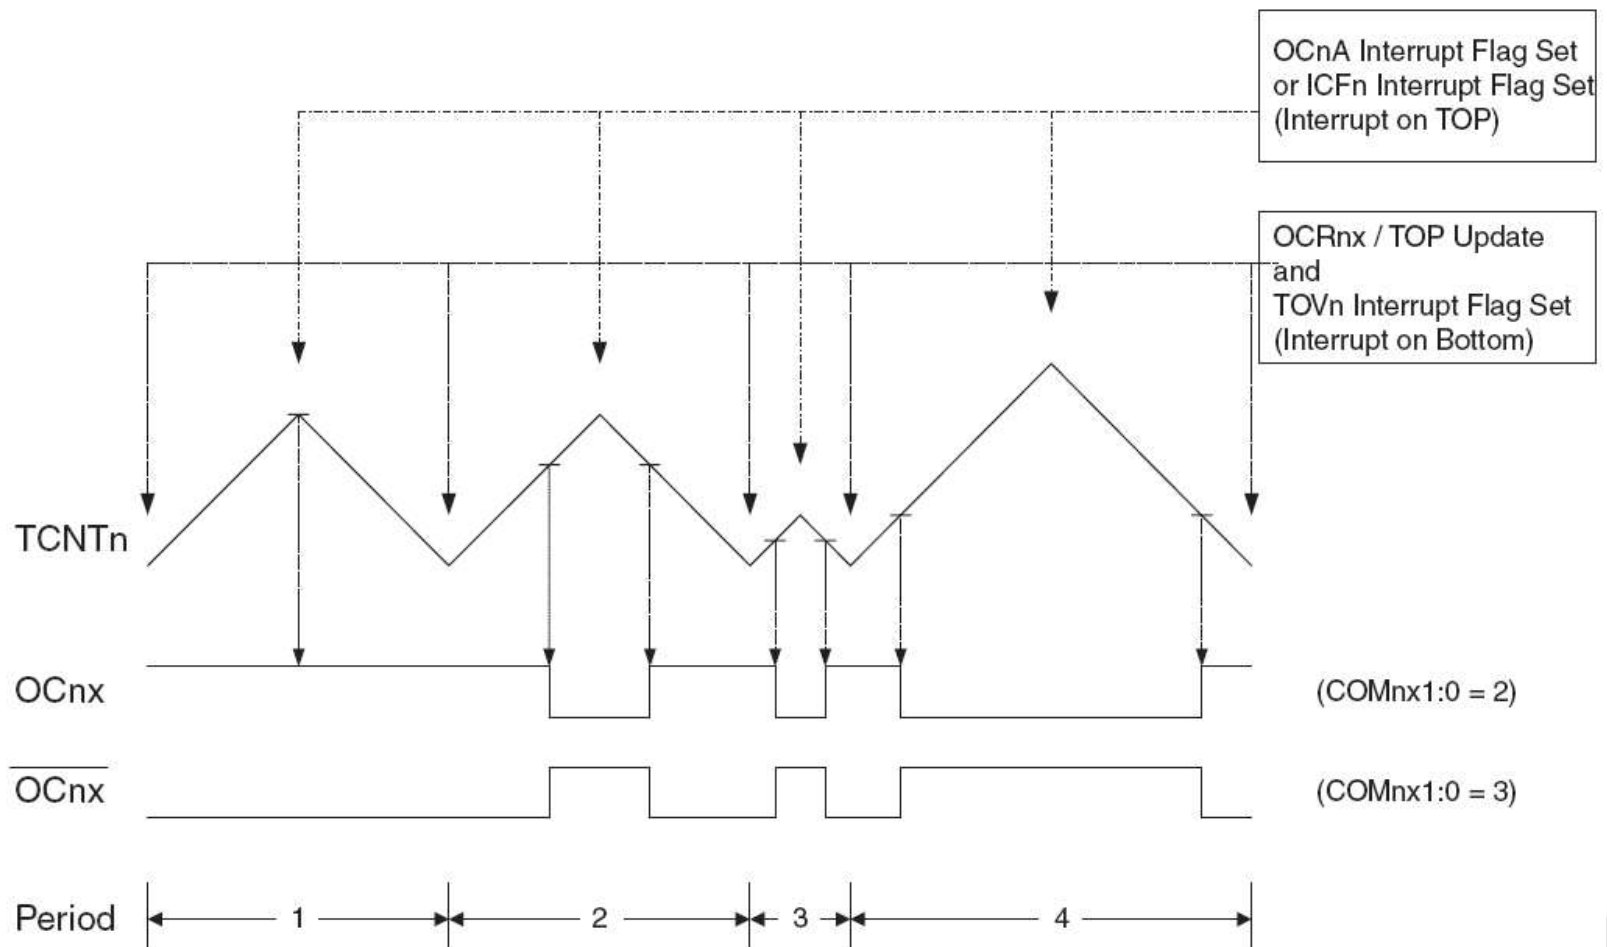 OCnA Interrupt Flag Set
or ICFn Interrupt Flag Set
(Interrupt on TOP)
OCRnx / TOP Update
and
TOVn Interrupt Flag Set
(Interrupt on Bottom)
TCNTn
OCnx
(COMnx1:0 = 2)
OCnx
(COMnx1:0 = 3)
Period
1
2
3
4